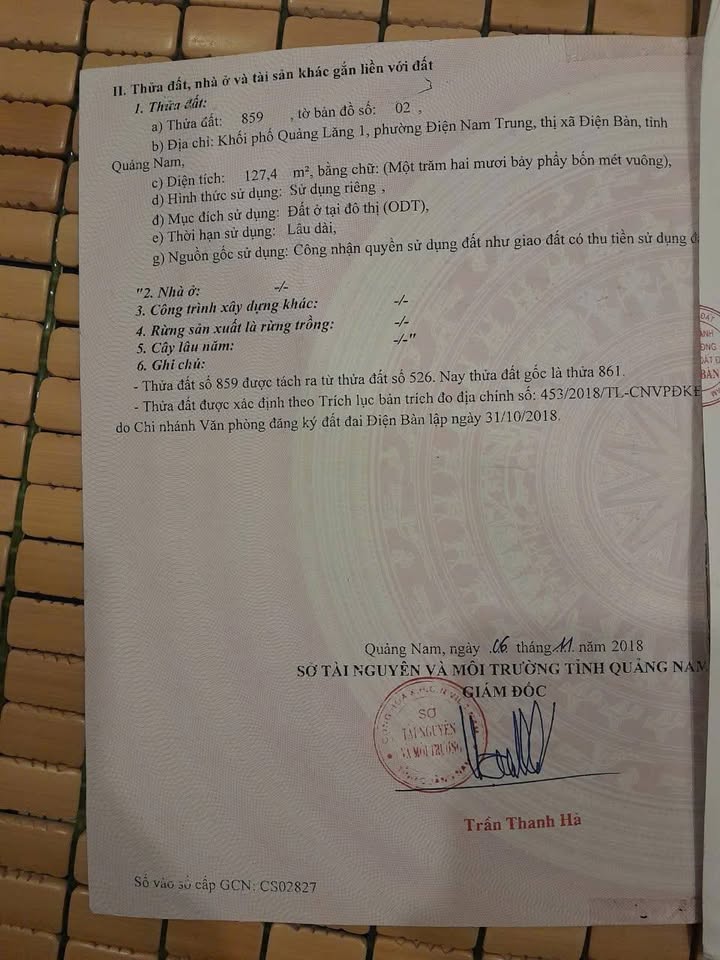 II. Thửa đất, nhà ở và tài sản khác gắn liền với đất
1. Thửa đất:
a) Thửa đất: 859 , tờ bản đồ số: 02 ,
b) Địa chỉ: Khối phố Quảng Lăng 1, phường Điện Nam Trung, thị xã Điện Bàn, tỉnh
Quảng Nam,
c) Diện tích: 127,4 m², bằng chữ: (Một trăm hai mươi bảy phẩy bốn mét vuông),
d) Hình thức sử dụng: Sử dụng riêng ,
đ) Mục đích sử dụng: Đất ở tại đô thị (ODT),
e) Thời hạn sử dụng: Lâu dài,
g) Nguồn gốc sử dụng: Công nhận quyền sử dụng đất như giao đất có thu tiền sử dụng
"2. Nhà ở: -/-
3. Công trình xây dựng khác: -/-
4. Rừng sản xuất là rừng trồng: -/-
5. Cây lâu năm: -/-"
6. Ghi chú:
- Thửa đất số 859 được tách ra từ thửa đất số 526. Nay thửa đất gốc là thửa 861.
- Thửa đất được xác định theo Trích lục bản trích đo địa chính số: 453/2018/TL-CNVPĐKĐ
do Chi nhánh Văn phòng đăng ký đất đai Điện Bàn lập ngày 31/10/2018.
Quảng Nam, ngày 06 tháng 11 năm 2018
SỞ TÀI NGUYÊN VÀ MÔI TRƯỜNG TỈNH QUẢNG NAM
GIÁM ĐỐC
SỞ
TÀI NGUYÊN
VÀ MÔI TRƯỜNG
Trần Thanh Hà
Số vào sổ cấp GCN: CS02827